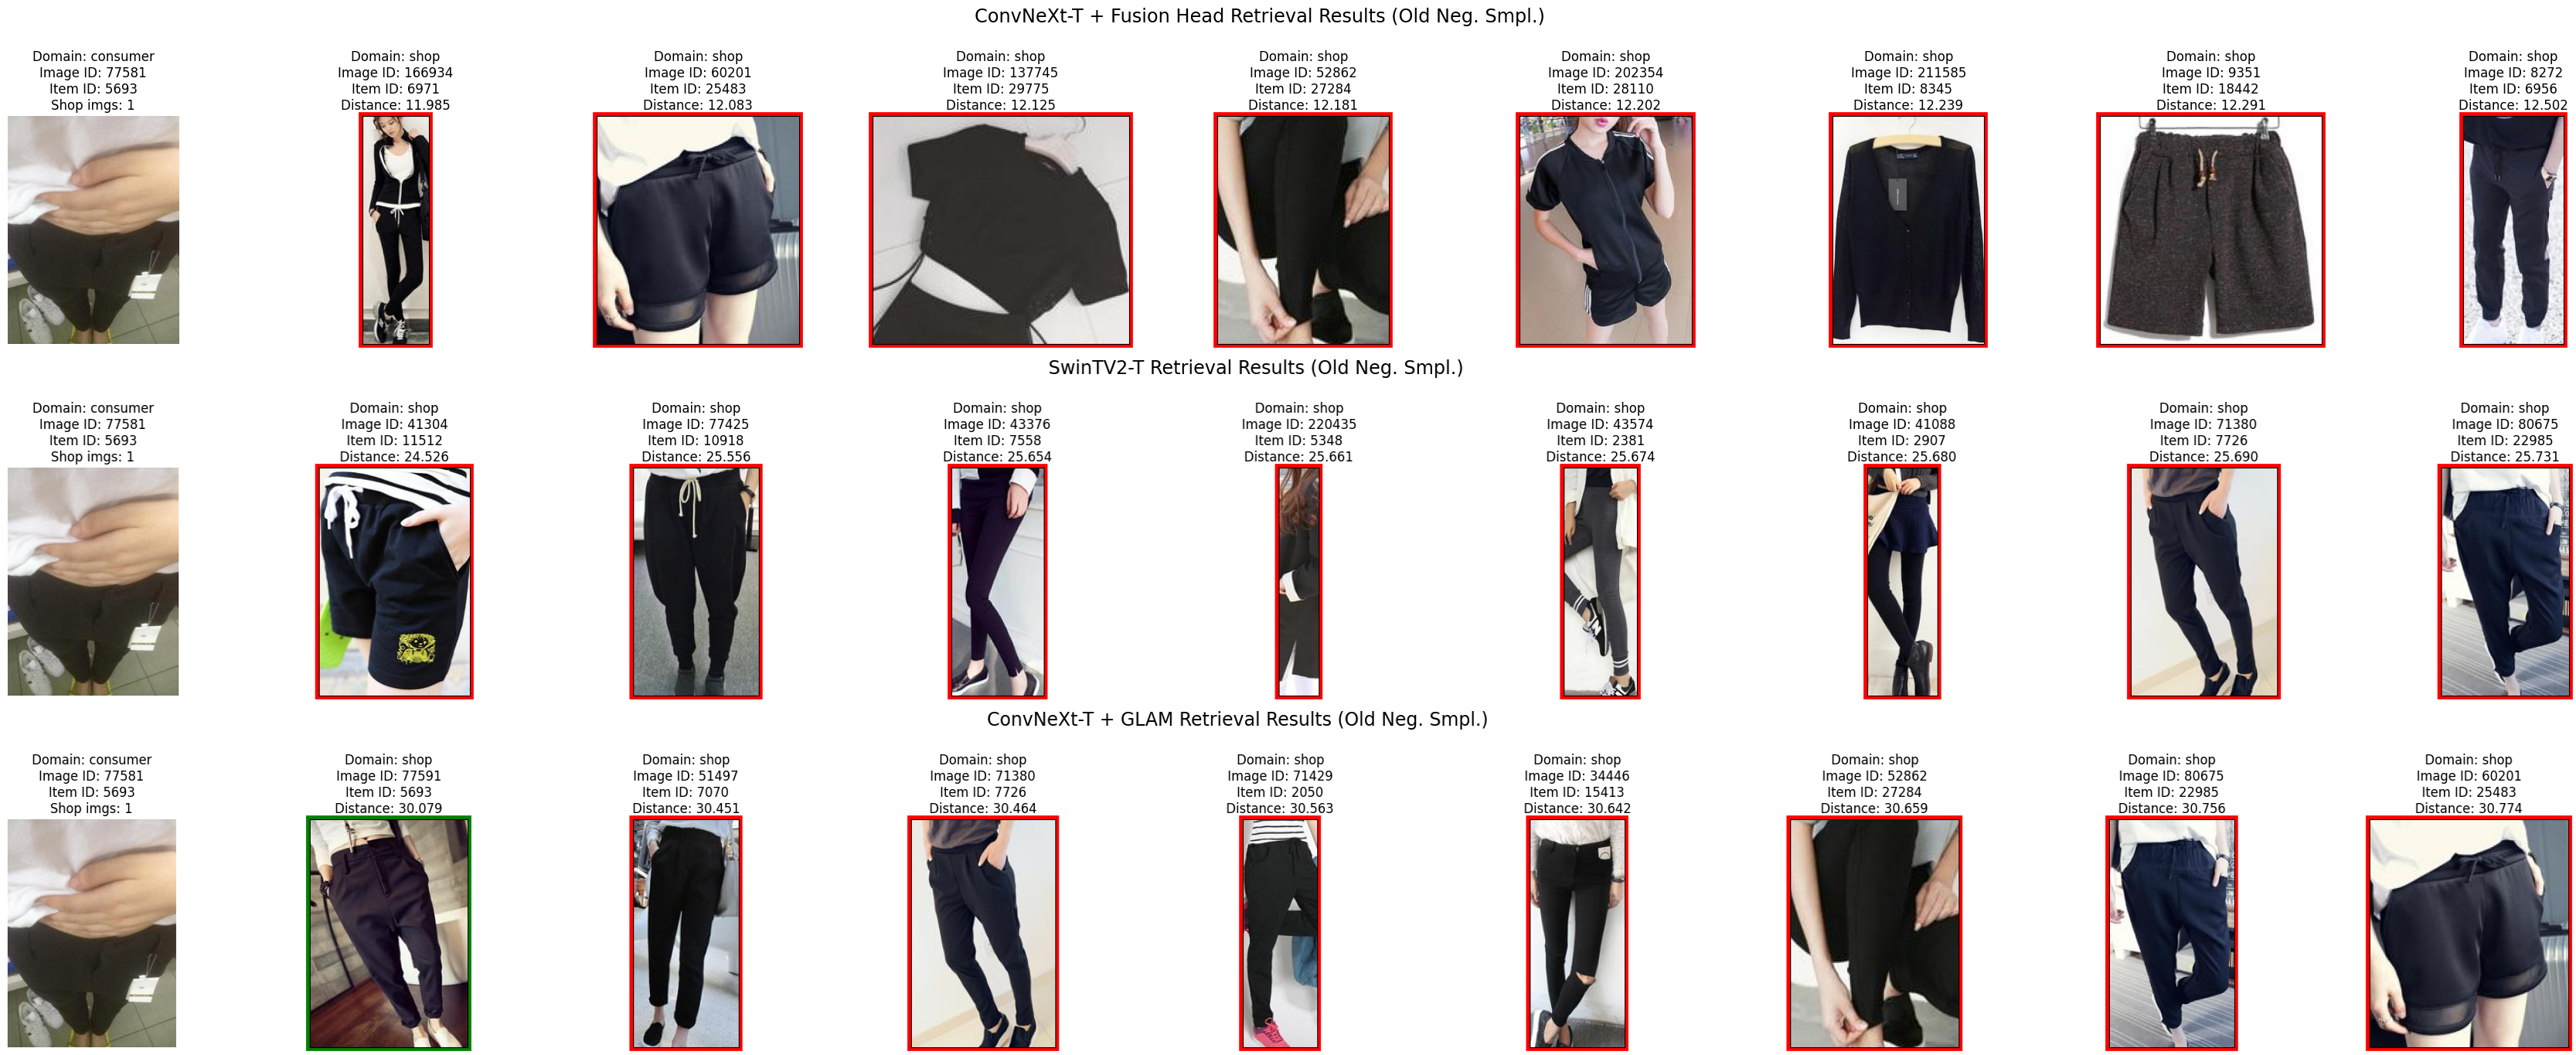 ConvNeXt-T + Fusion Head Retrieval Results (Old Neg. Smpl.)
Domain: consumer
Image ID: 77581
Item ID: 5693
Shop imgs: 1
Domain: shop
Image ID: 166934
Item ID: 6971
Distance: 11.985
Domain: shop
Image ID: 60201
Item ID: 25483
Distance: 12.083
Domain: shop
Image ID: 137745
Item ID: 29775
Distance: 12.125
Domain: shop
Image ID: 52862
Item ID: 27284
Distance: 12.181
Domain: shop
Image ID: 202354
Item ID: 28110
Distance: 12.202
Domain: shop
Image ID: 211585
Item ID: 8345
Distance: 12.239
Domain: shop
Image ID: 9351
Item ID: 18442
Distance: 12.291
Domain: shop
Image ID: 8272
Item ID: 6956
Distance: 12.502
SwinTV2-T Retrieval Results (Old Neg. Smpl.)
Domain: consumer
Image ID: 77581
Item ID: 5693
Shop imgs: 1
Domain: shop
Image ID: 41304
Item ID: 11512
Distance: 24.526
Domain: shop
Image ID: 77425
Item ID: 10918
Distance: 25.556
Domain: shop
Image ID: 43376
Item ID: 7558
Distance: 25.654
Domain: shop
Image ID: 220435
Item ID: 5348
Distance: 25.661
Domain: shop
Image ID: 43574
Item ID: 2381
Distance: 25.674
Domain: shop
Image ID: 41088
Item ID: 2907
Distance: 25.680
Domain: shop
Image ID: 71380
Item ID: 7726
Distance: 25.690
Domain: shop
Image ID: 80675
Item ID: 22985
Distance: 25.731
ConvNeXt-T + GLAM Retrieval Results (Old Neg. Smpl.)
Domain: consumer
Image ID: 77581
Item ID: 5693
Shop imgs: 1
Domain: shop
Image ID: 77591
Item ID: 5693
Distance: 30.079
Domain: shop
Image ID: 51497
Item ID: 7070
Distance: 30.451
Domain: shop
Image ID: 71380
Item ID: 7726
Distance: 30.464
Domain: shop
Image ID: 71429
Item ID: 2050
Distance: 30.563
Domain: shop
Image ID: 34446
Item ID: 15413
Distance: 30.642
Domain: shop
Image ID: 52862
Item ID: 27284
Distance: 30.659
Domain: shop
Image ID: 80675
Item ID: 22985
Distance: 30.756
Domain: shop
Image ID: 60201
Item ID: 25483
Distance: 30.774